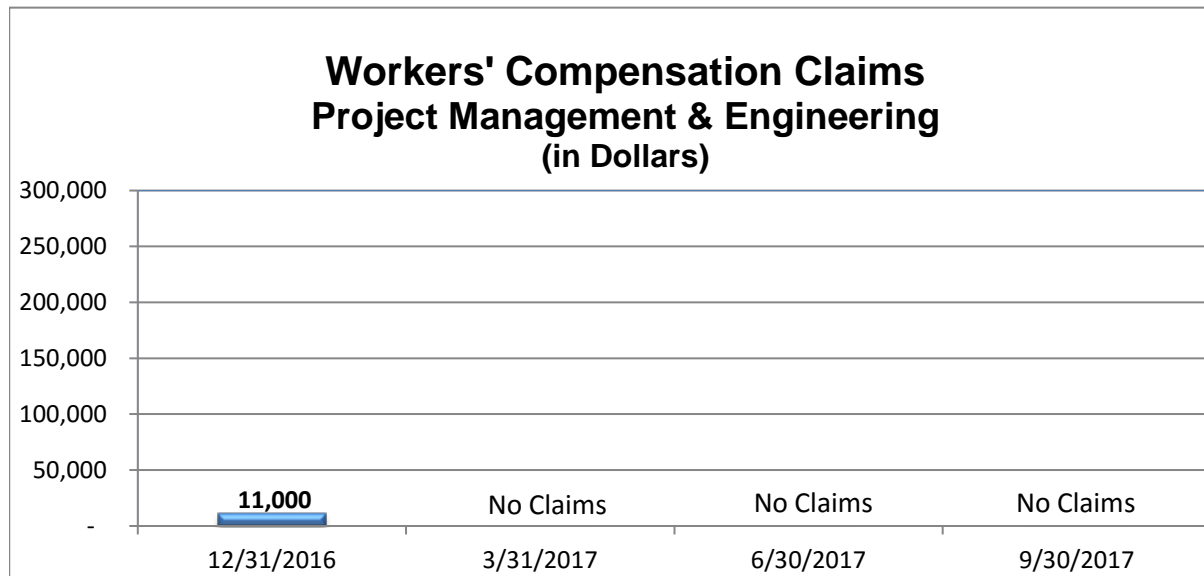 Workers' Compensation Claims
Project Management & Engineering
(in Dollars)
300,000
250,000
200,000
150,000
100,000
50,000
-
11,000
No Claims
No Claims
No Claims
12/31/2016
3/31/2017
6/30/2017
9/30/2017